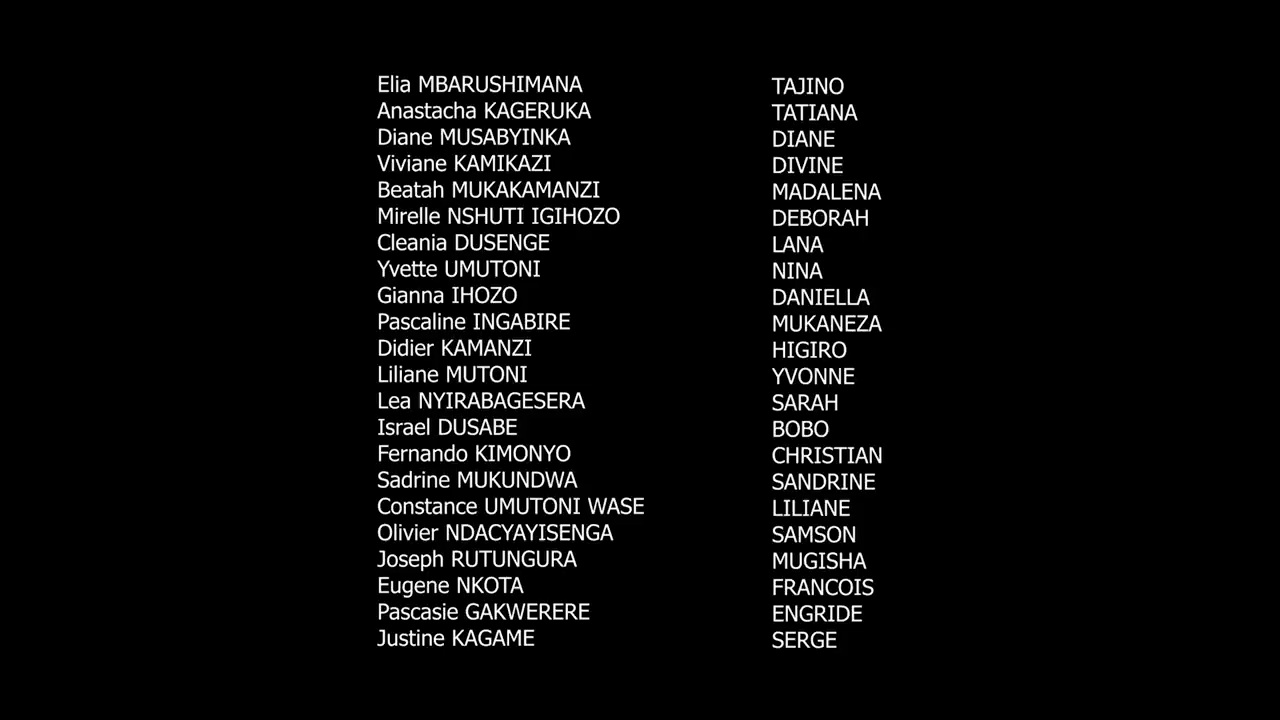 Elia MBARUSHIMANA TAJINO
Anastacha KAGERUKA TATIANA
Diane MUSABYINKA DIANE
Viviane KAMIKAZI DIVINE
Beatah MUKAKAMANZI MADALENA
Mirelle NSHUTI IGIHOZO DEBORAH
Cleania DUSENGE LANA
Yvette UMUTONI NINA
Gianna IHOZO DANIELLA
Pascaline INGABIRE MUKANEZA
Didier KAMANZI HIGIRO
Liliane MUTONI YVONNE
Lea NYIRABAGESERA SARAH
Israel DUSABE BOBO
Fernando KIMONYO CHRISTIAN
Sadrine MUKUNDWA SANDRINE
Constance UMUTONI WASE LILIANE
Olivier NDACYAYISENGA SAMSON
Joseph RUTUNGURA MUGISHA
Eugene NKOTA FRANCOIS
Pascasie GAKWERERE ENGRIDE
Justine KAGAME SERGE